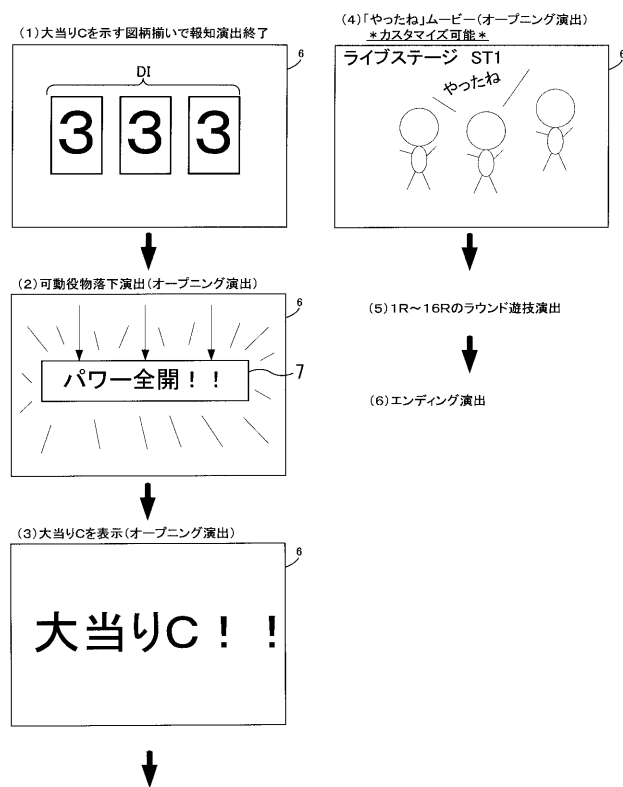 (1)大当りCを示す図柄揃いで報知演出終了
6
DI
3 3 3
(2)可動役物落下演出(オープニング演出)
6
パワー全開！！
7
(3)大当りCを表示(オープニング演出)
6
大当りC！！
(4)「やったね」ムービー(オープニング演出)
＊カスタマイズ可能＊
6
ライブステージ ST1
やったね
(5)1R～16Rのラウンド遊技演出
(6)エンディング演出